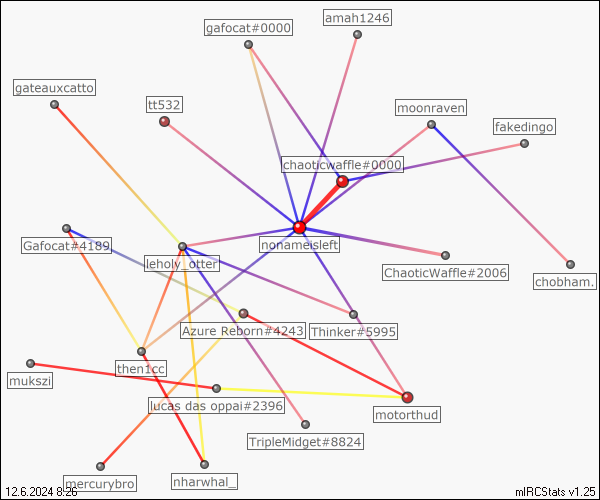 amah1246
gafocat#0000
gateauxcatto
tt532
moonraven
fakedingo
chaoticwaffle#0000
nonameisleft
Gafocat#4189
leholy_otter
ChaoticWaffle#2006
chobham.
Azure Reborn#4243
Thinker#5995
then1cc
mukszi
lucas das oppai#2396
motorthud
TripleMidget#8824
mercurybro
nharwhal_
12.6.2024 8:26
mIRCStats v1.25